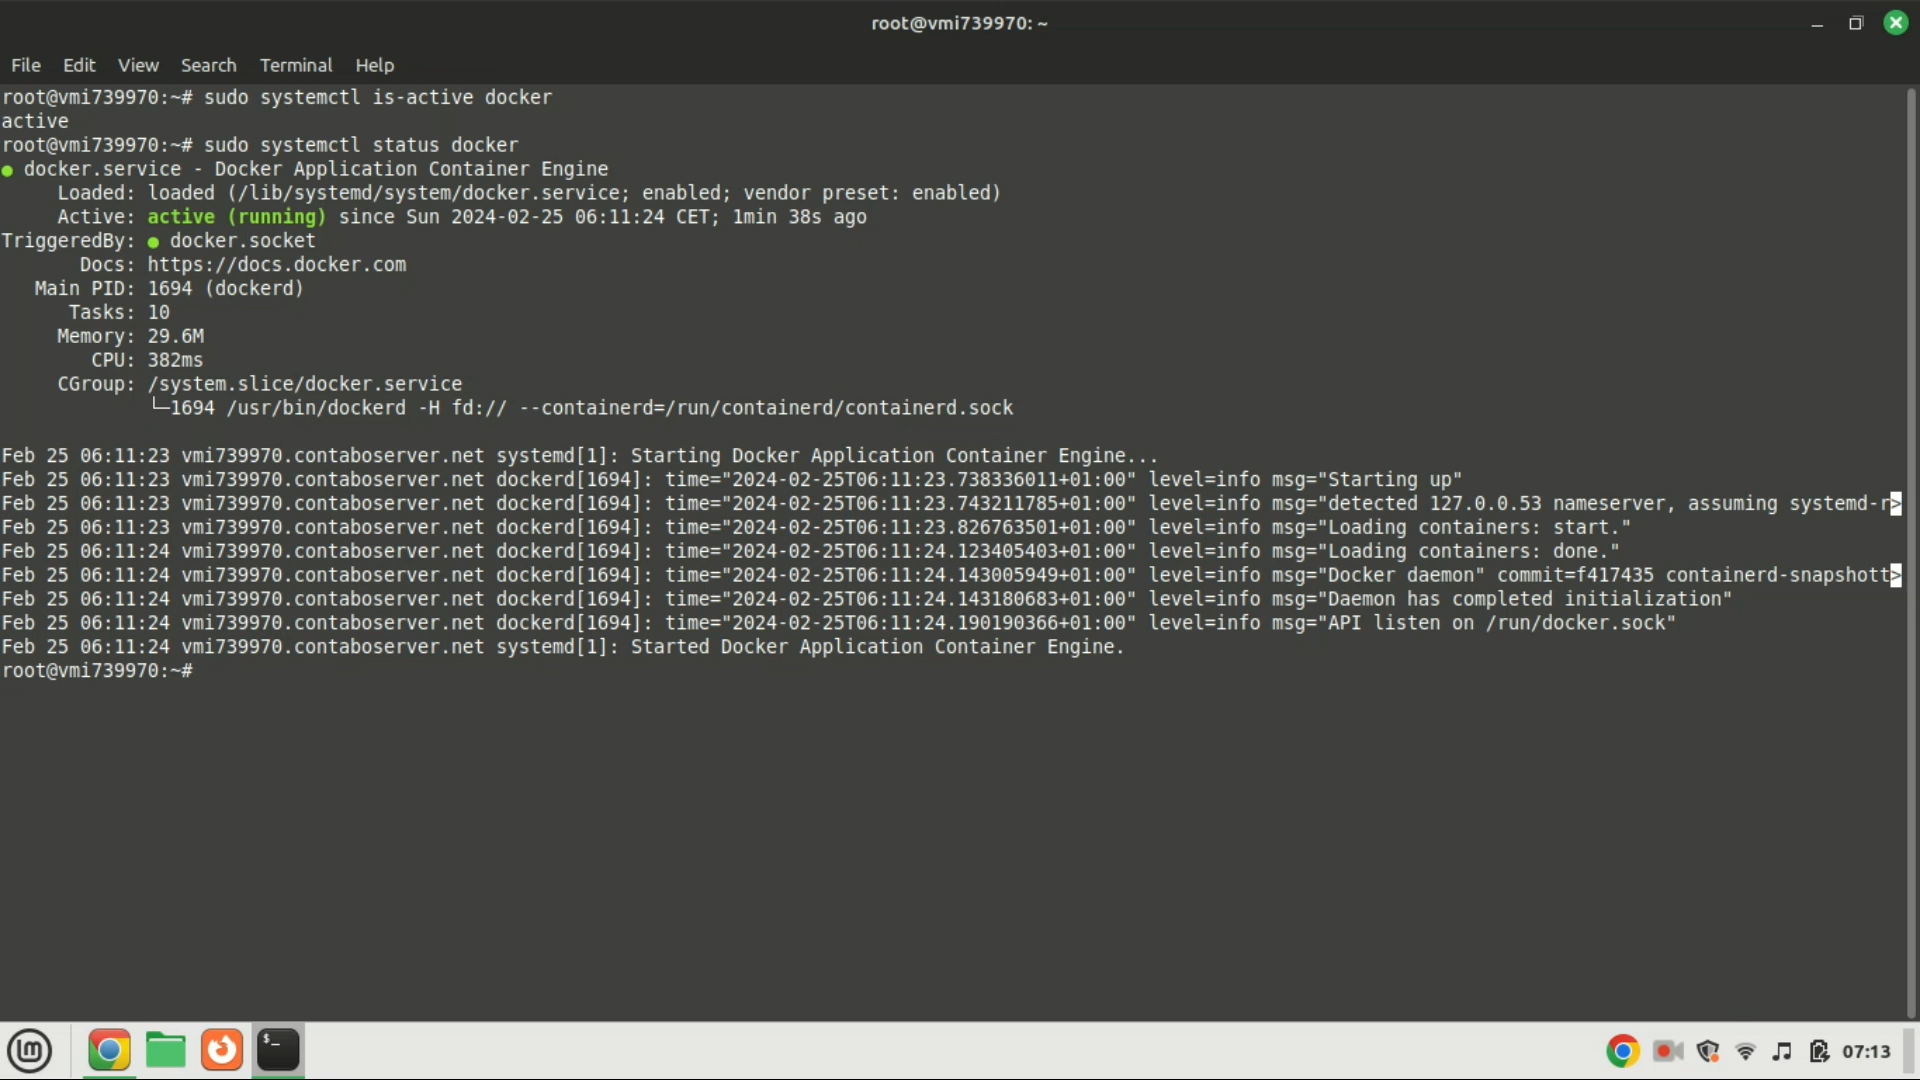 root@vmi739970: ~
File Edit View Search Terminal Help
root@vmi739970:~# sudo systemctl is-active docker
active
root@vmi739970:~# sudo systemctl status docker
● docker.service - Docker Application Container Engine
     Loaded: loaded (/lib/systemd/system/docker.service; enabled; vendor preset: enabled)
     Active: active (running) since Sun 2024-02-25 06:11:24 CET; 1min 38s ago
TriggeredBy: ● docker.socket
       Docs: https://docs.docker.com
   Main PID: 1694 (dockerd)
      Tasks: 10
     Memory: 29.6M
        CPU: 382ms
     CGroup: /system.slice/docker.service
             └─1694 /usr/bin/dockerd -H fd:// --containerd=/run/containerd/containerd.sock
Feb 25 06:11:23 vmi739970.contaboserver.net systemd[1]: Starting Docker Application Container Engine...
Feb 25 06:11:23 vmi739970.contaboserver.net dockerd[1694]: time="2024-02-25T06:11:23.738336011+01:00" level=info msg="Starting up"
Feb 25 06:11:23 vmi739970.contaboserver.net dockerd[1694]: time="2024-02-25T06:11:23.743211785+01:00" level=info msg="detected 127.0.0.53 nameserver, assuming systemd-r>
Feb 25 06:11:23 vmi739970.contaboserver.net dockerd[1694]: time="2024-02-25T06:11:23.826763501+01:00" level=info msg="Loading containers: start."
Feb 25 06:11:24 vmi739970.contaboserver.net dockerd[1694]: time="2024-02-25T06:11:24.123405403+01:00" level=info msg="Loading containers: done."
Feb 25 06:11:24 vmi739970.contaboserver.net dockerd[1694]: time="2024-02-25T06:11:24.143005949+01:00" level=info msg="Docker daemon" commit=f417435 containerd-snapshott>
Feb 25 06:11:24 vmi739970.contaboserver.net dockerd[1694]: time="2024-02-25T06:11:24.143180683+01:00" level=info msg="Daemon has completed initialization"
Feb 25 06:11:24 vmi739970.contaboserver.net dockerd[1694]: time="2024-02-25T06:11:24.190190366+01:00" level=info msg="API listen on /run/docker.sock"
Feb 25 06:11:24 vmi739970.contaboserver.net systemd[1]: Started Docker Application Container Engine.
root@vmi739970:~#
07:13